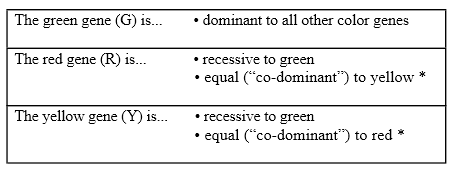 The green gene (G) is... • dominant to all other color genes
The red gene (R) is... • recessive to green
• equal (“co-dominant”) to yellow *
The yellow gene (Y) is... • recessive to green
• equal (“co-dominant”) to red *